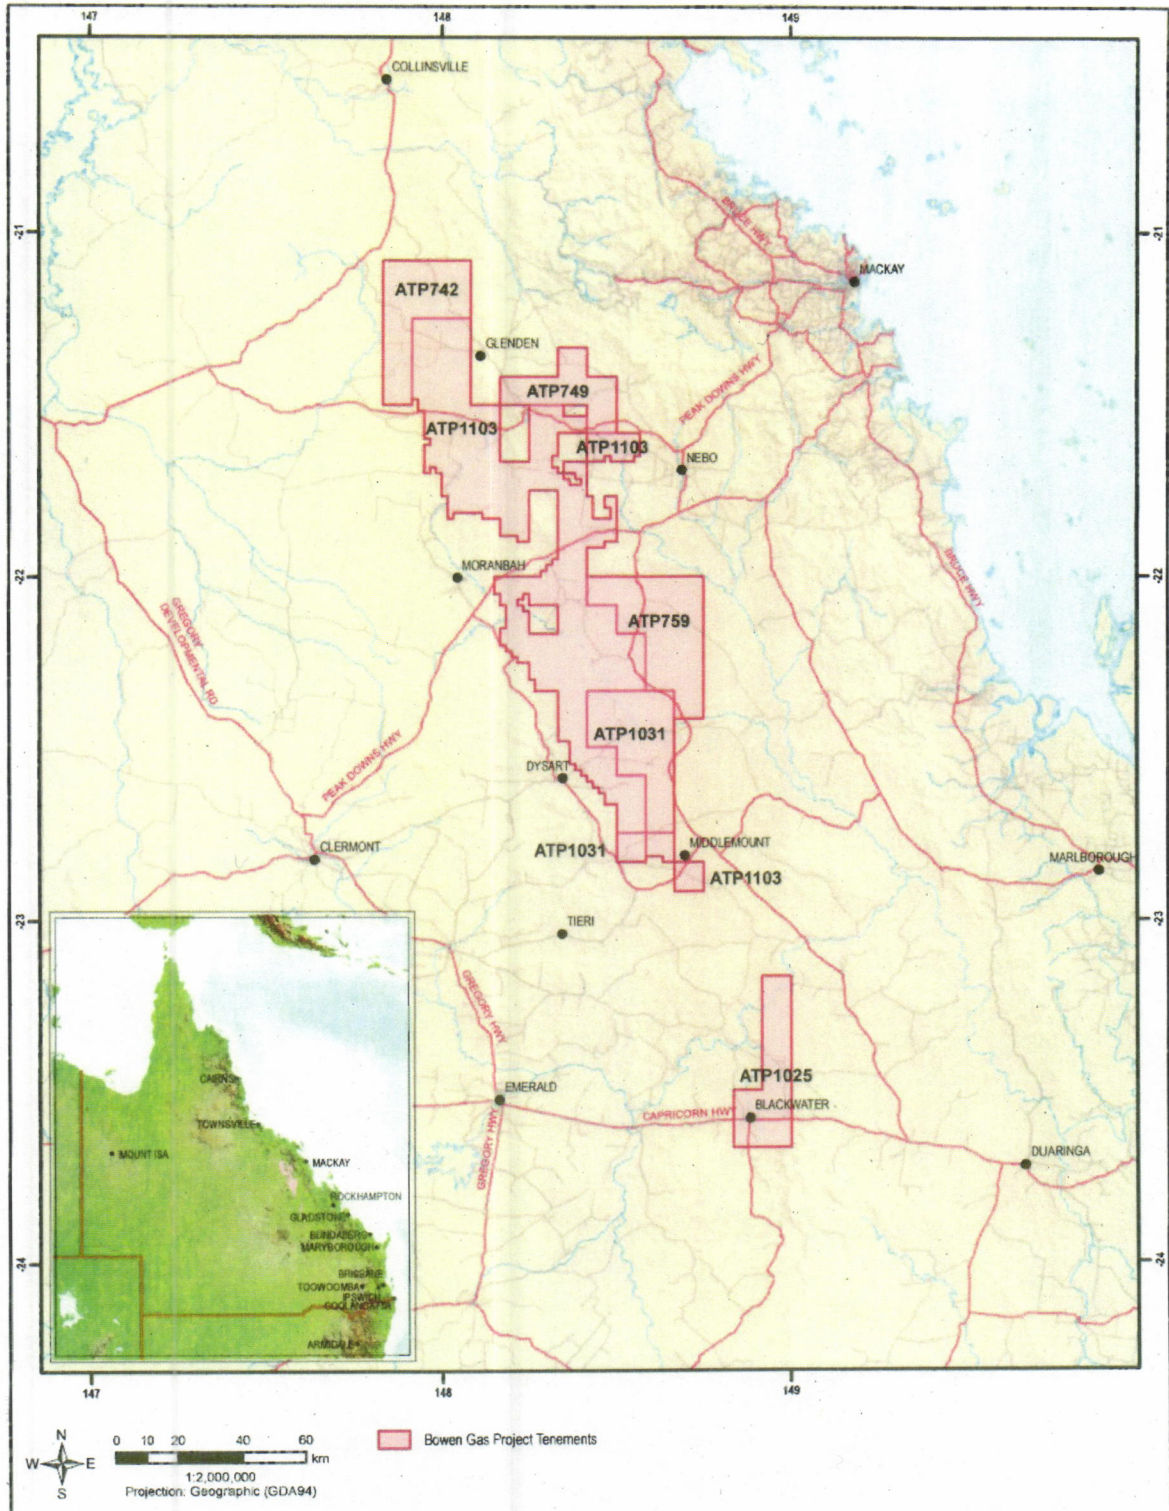 147
148
149
COLLINSVILLE
-21
-21
BRUCE HWY
MACKAY
ATP742
GLENDEN
ATP749
PEAK DOWNS HWY
ATP1103
ATP1103
NEBO
MORANBAH
-22
-22
BRUCE HWY
GREGORY
DEVELOPMENTAL RD
ATP759
ATP1031
PEAK DOWNS HWY
DYSART
CLERMONT
ATP1031
MIDDLEMOUNT
MARLBOROUGH
ATP1103
-23
-23
TIERI
GREGORY HWY
ATP1025
EMERALD
CAPRICORN HWY
BLACKWATER
GREGORY HWY
DUARINGA
CAIRNS
TOWNSVILLE
MOUNT ISA
MACKAY
ROCKHAMPTON
GLADSTONE
BUNDABERG
MARYBOROUGH
BRISBANE
TOOWOOMBA
IPSWICH
COOLANGATTA
ARMIDALE
-24
-24
147
148
149
N
W E
S
0 10 20 40 60
km
1:2,000,000
Projection: Geographic (GDA94)
Bowen Gas Project Tenements